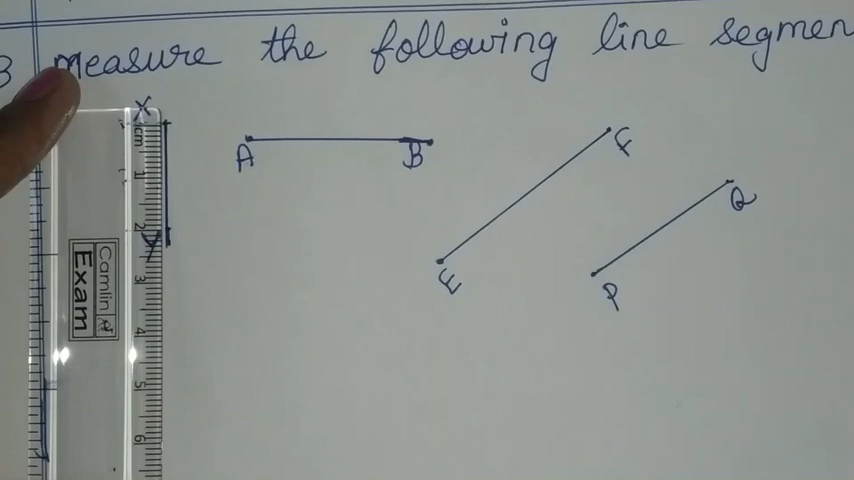 3 measure the following line segmen
X
cm 1 2 3 4 5 6
Y
Camlin
Exam
A B
E F
P Q